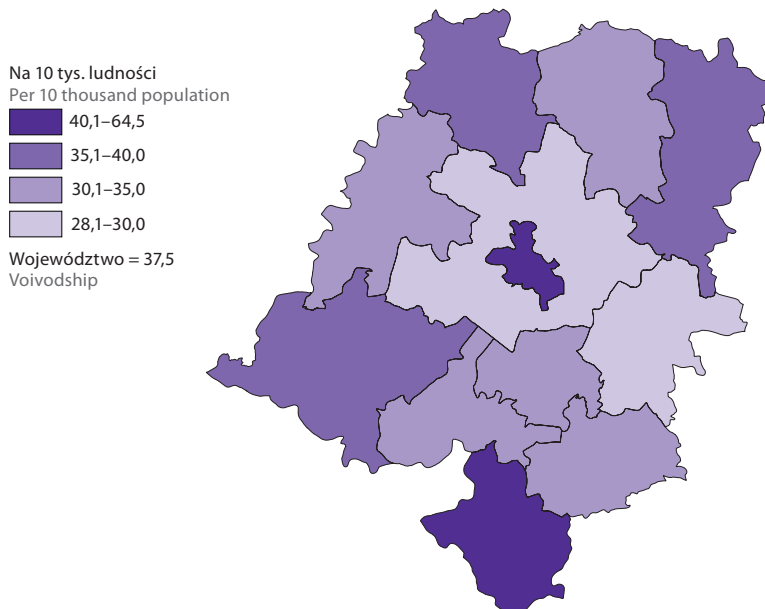 Na 10 tys. ludności
Per 10 thousand population
40,1–64,5
35,1–40,0
30,1–35,0
28,1–30,0
Województwo = 37,5
Voivodship